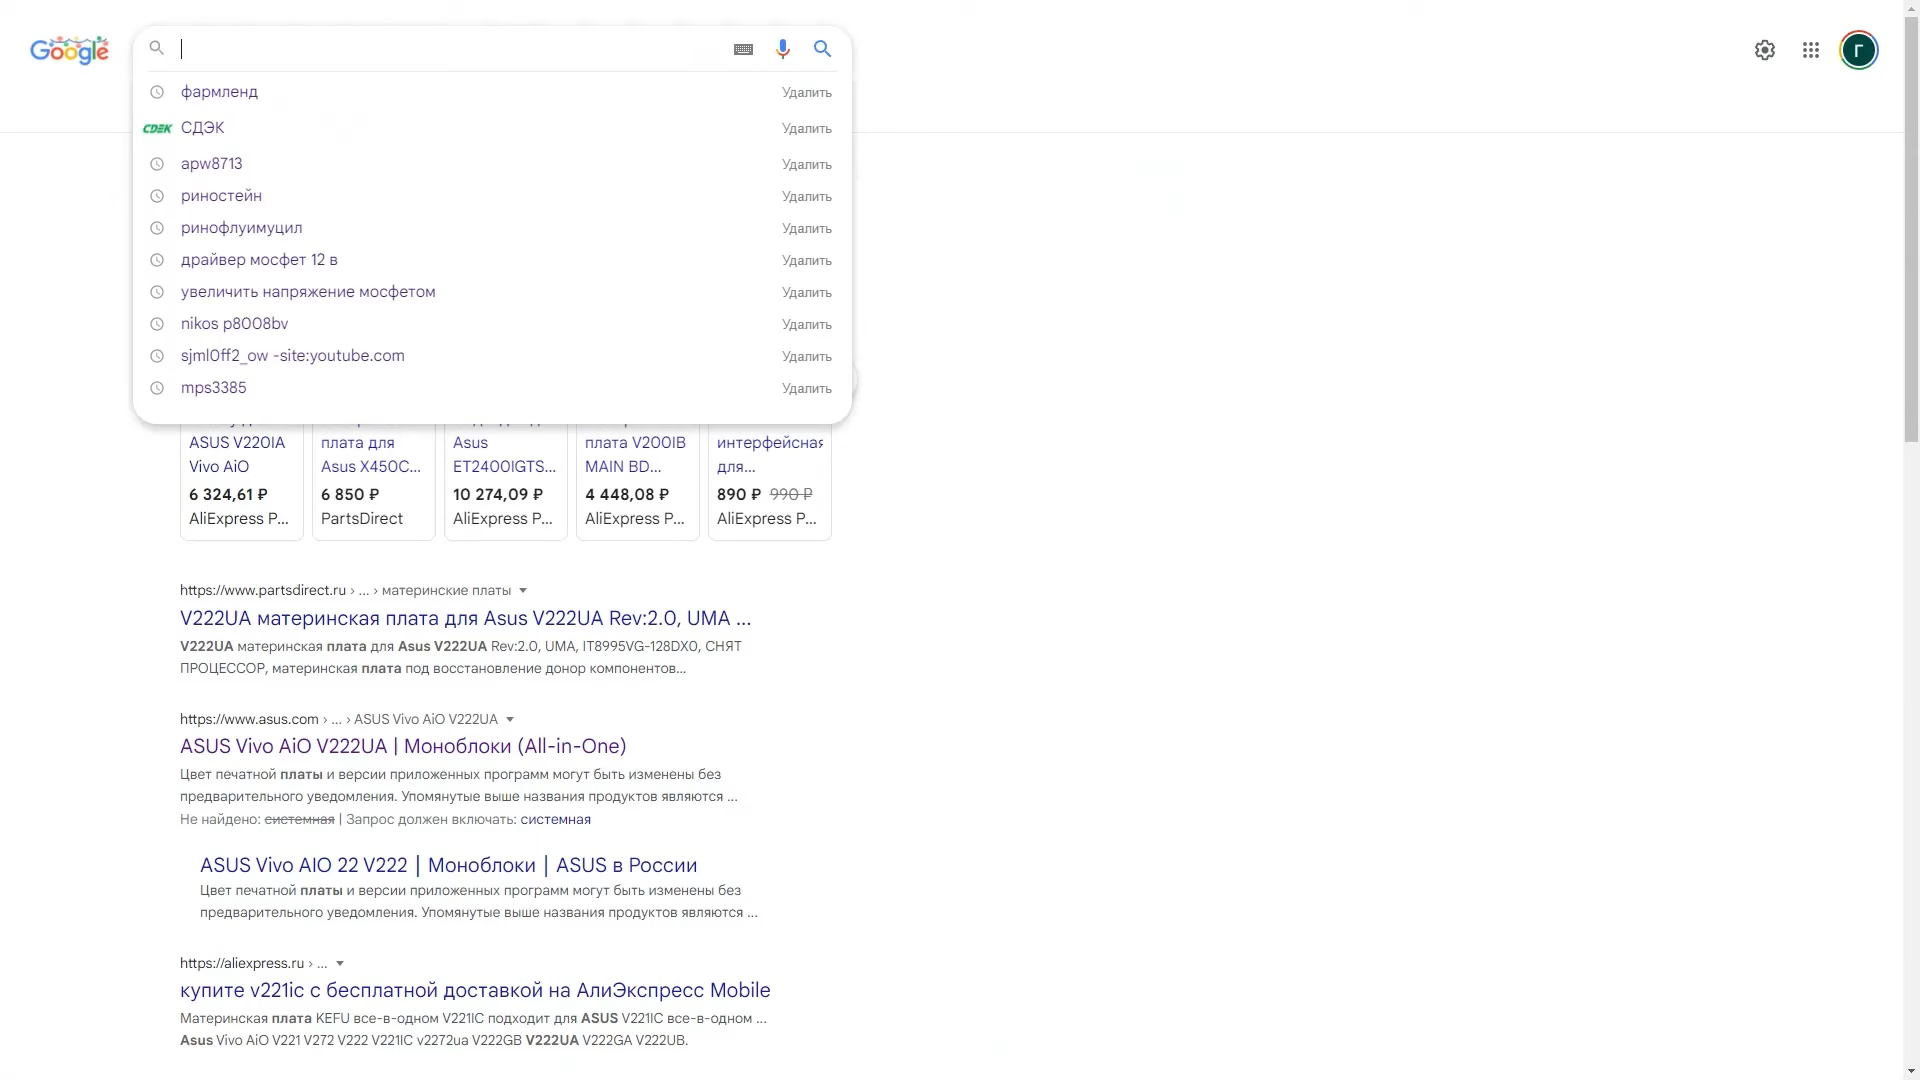 Google
фармленд Удалить
CDEK СДЭК Удалить
apw8713 Удалить
риностейн Удалить
ринофлуимуцил Удалить
драйвер мосфет 12 в Удалить
увеличить напряжение мосфетом Удалить
nikos p8008bv Удалить
sjml0ff2_ow -site:youtube.com Удалить
mps3385 Удалить
Г
ASUS V220IA
Vivo AiO
6 324,61 ₽
AliExpress P...
плата для
Asus X450C...
6 850 ₽
PartsDirect
Asus
ET2400IGTS...
10 274,09 ₽
AliExpress P...
плата V200IB
MAIN BD...
4 448,08 ₽
AliExpress P...
интерфейсная
для...
890 ₽ 990 ₽
AliExpress P...
https://www.partsdirect.ru › ... › материнские платы
V222UA материнская плата для Asus V222UA Rev:2.0, UMA ...
V222UA материнская плата для Asus V222UA Rev:2.0, UMA, IT8995VG-128DX0, СНЯТ
ПРОЦЕССОР, материнская плата под восстановление донор компонентов...
https://www.asus.com › ... › ASUS Vivo AiO V222UA
ASUS Vivo AiO V222UA | Моноблоки (All-in-One)
Цвет печатной платы и версии приложенных программ могут быть изменены без
предварительного уведомления. Упомянутые выше названия продуктов являются ...
Не найдено: системная | Запрос должен включать: системная
ASUS Vivo AIO 22 V222 | Моноблоки | ASUS в России
Цвет печатной платы и версии приложенных программ могут быть изменены без
предварительного уведомления. Упомянутые выше названия продуктов являются ...
https://aliexpress.ru › ...
купите v221ic с бесплатной доставкой на АлиЭкспресс Mobile
Материнская плата KEFU все-в-одном V221IC подходит для ASUS V221IC все-в-одном ...
Asus Vivo AiO V221 V272 V222 V221IC v2272ua V222GB V222UA V222GA V222UB.